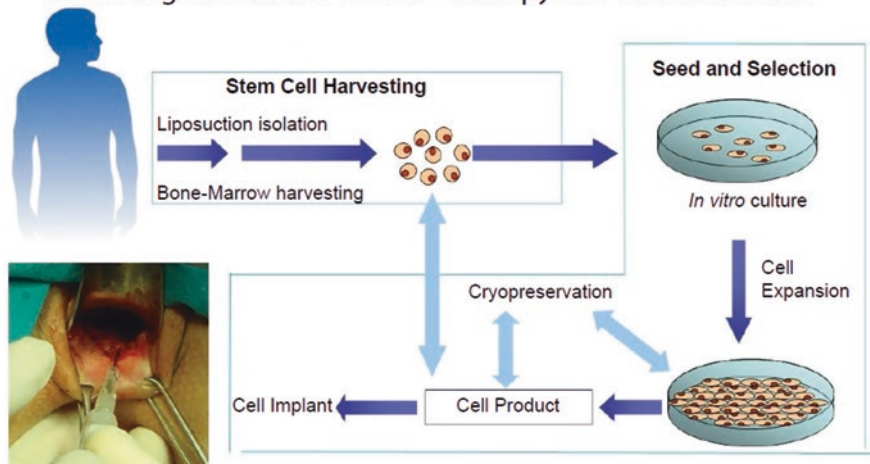 Stem Cell Harvesting
Liposuction isolation
Bone-Marrow harvesting
Seed and Selection
In vitro culture
Cell
Expansion
Cryopreservation
Cell Implant
Cell Product